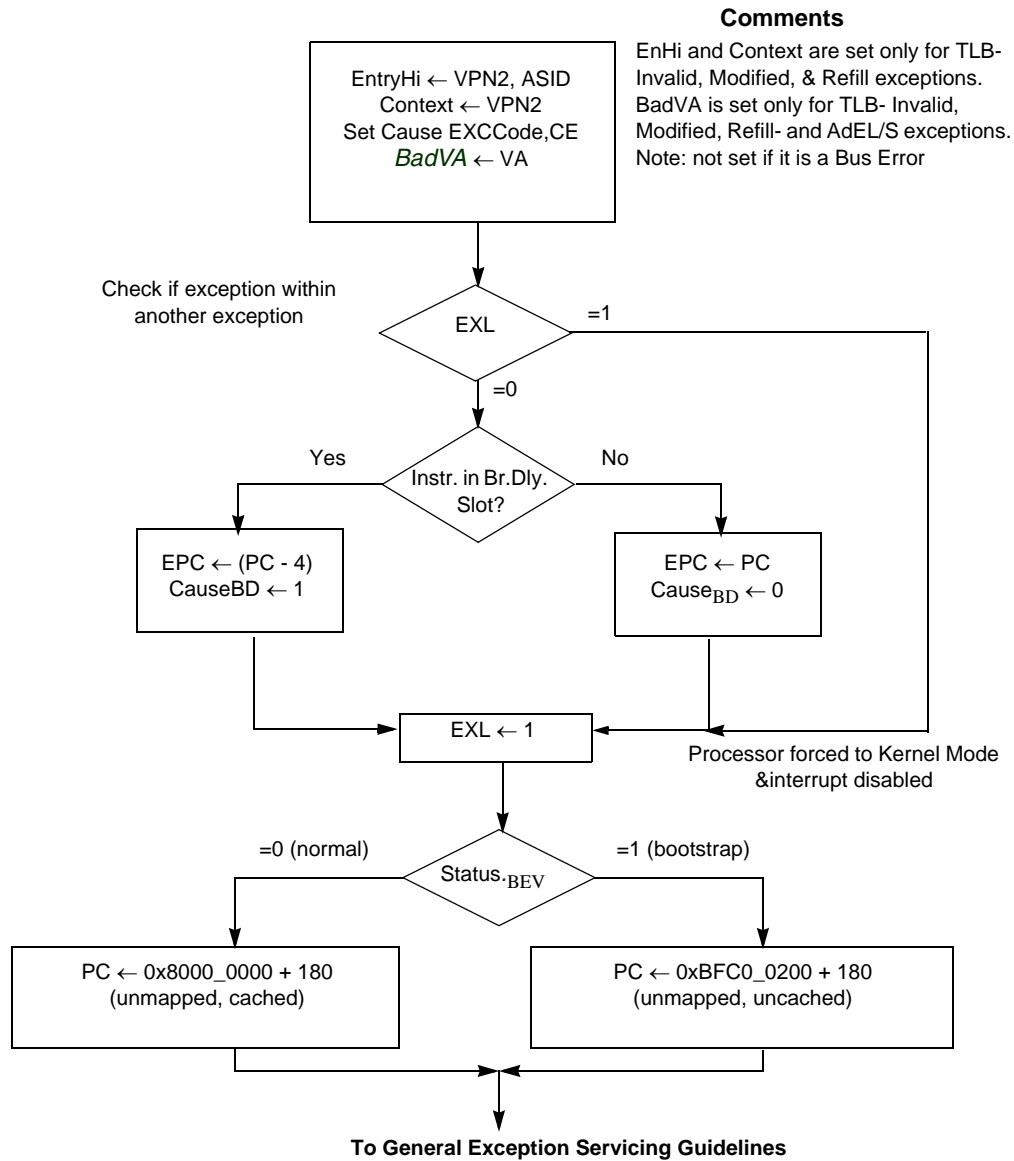 Comments
EnHi and Context are set only for TLB-
Invalid, Modified, & Refill exceptions.
BadVA is set only for TLB- Invalid,
Modified, Refill- and AdEL/S exceptions.
Note: not set if it is a Bus Error
EntryHi ← VPN2, ASID
Context ← VPN2
Set Cause EXCCode,CE
BadVA ← VA
Check if exception within
another exception
EXL
=1
=0
Yes
Instr. in Br.Dly.
Slot?
No
EPC ← (PC - 4)
CauseBD ← 1
EPC ← PC
Cause BD ← 0
EXL ← 1
Processor forced to Kernel Mode
&interrupt disabled
=0 (normal)
Status.BEV
=1 (bootstrap)
PC ← 0x8000_0000 + 180
(unmapped, cached)
PC ← 0xBFC0_0200 + 180
(unmapped, uncached)
To General Exception Servicing Guidelines